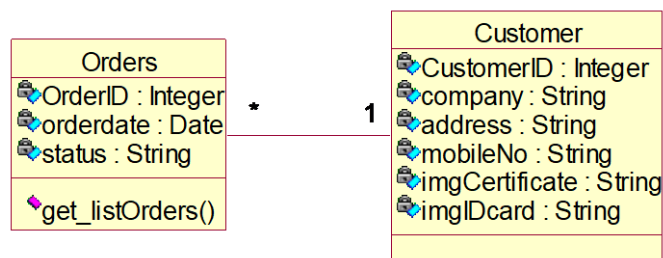 Orders
OrderID : Integer
orderdate : Date
status : String
get_listOrders()
*
1
Customer
CustomerID : Integer
company : String
address : String
mobileNo : String
imgCertificate : String
imgIDcard : String